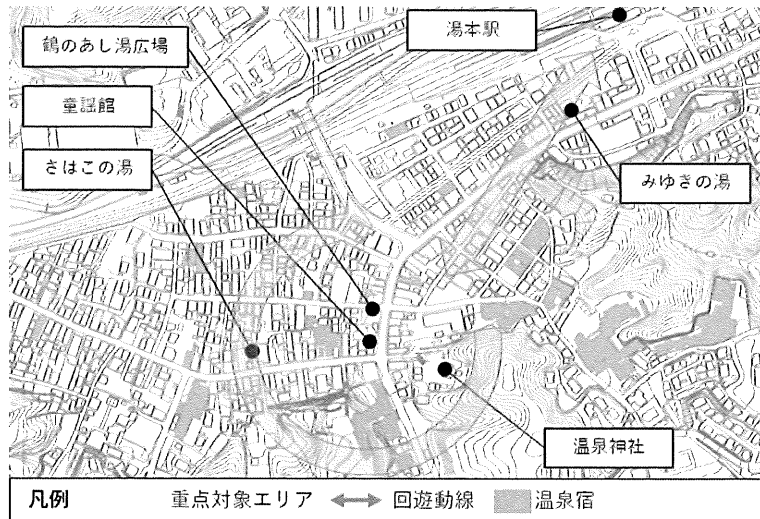 鶴のあし湯広場
湯本駅
童謡館
さはこの湯
みゆきの湯
温泉神社
凡例 重点対象エリア 回遊動線 温泉宿